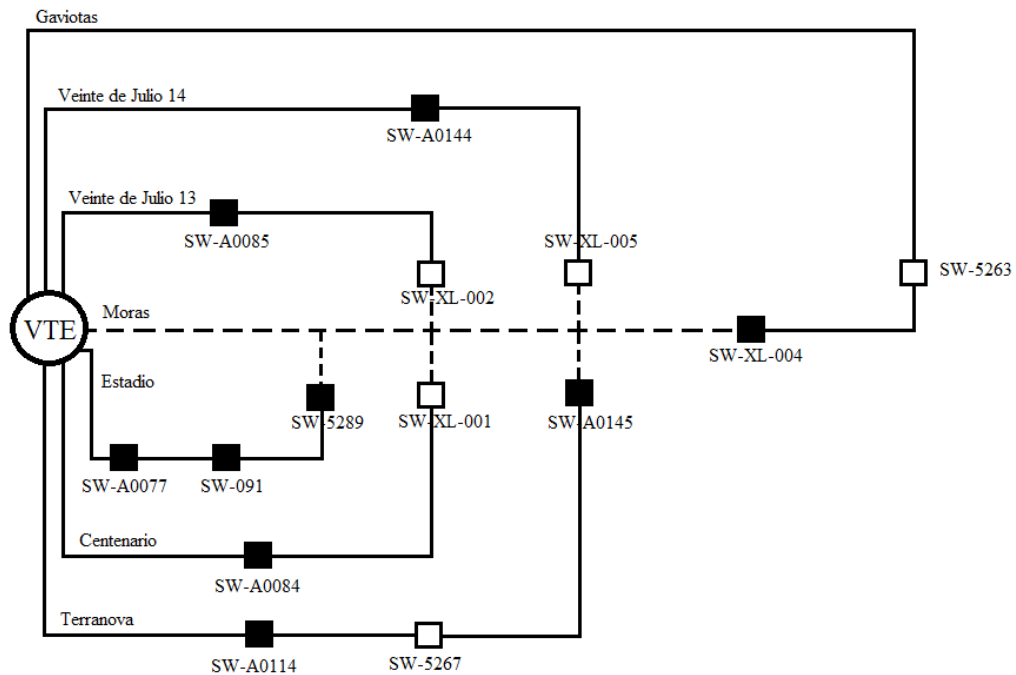 Gaviotas
Veinte de Julio 14
SW-A0144
Veinte de Julio 13
SW-A0085
SW-XL-005
SW-5263
SW-XL-002
Moras
VTE
SW-XL-004
Estadio
SW-5289
SW-XL-001
SW-A0145
SW-A0077
SW-091
Centenario
SW-A0084
Terranova
SW-A0114
SW-5267